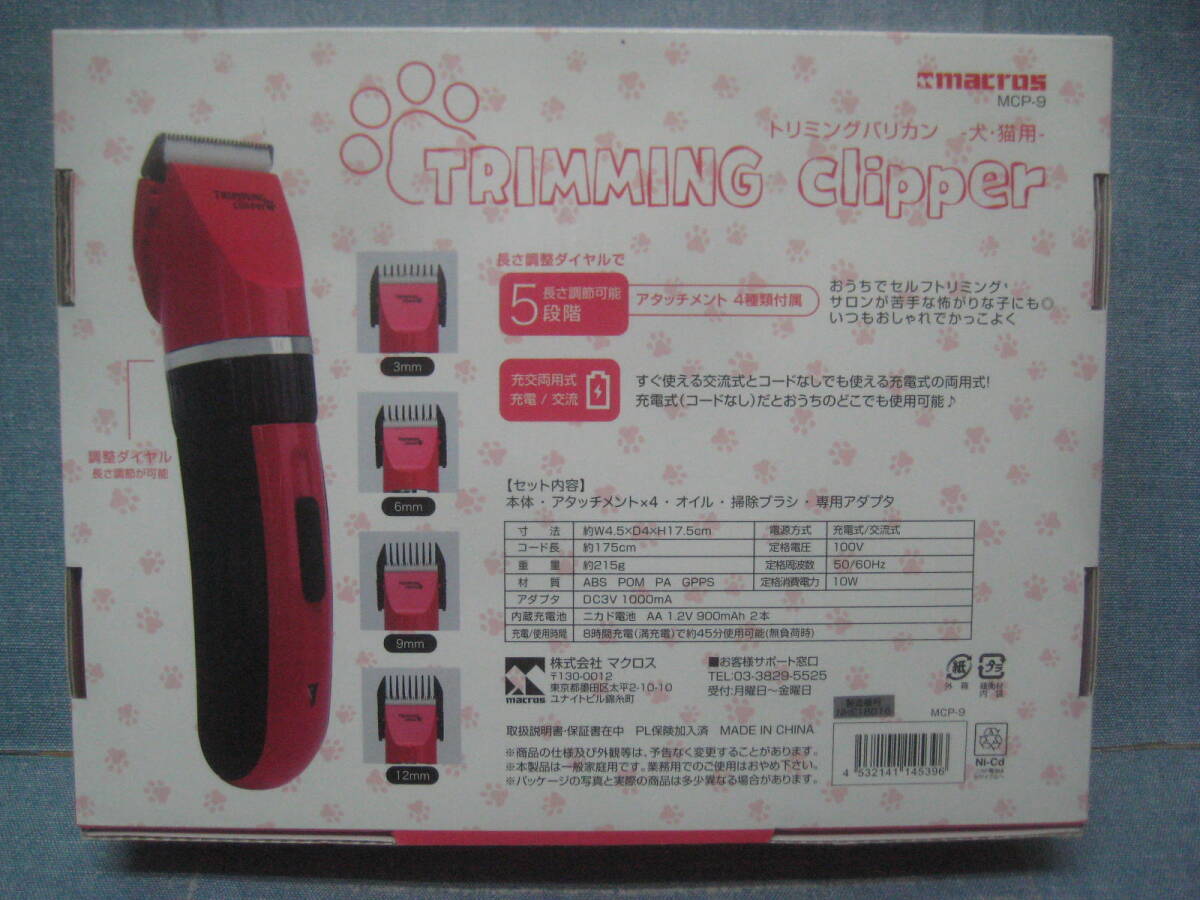 macros
MCP-9
トリミングバリカン -犬・猫用-
TRIMMING clipper
TRIMMING
CLIPPER
長さ調整ダイヤルで
5段階
長さ調節可能
アタッチメント 4種類付属
おうちでセルフトリミング
サロンが苦手な怖がりな子にも◎
いつもおしゃれでかっこよく
3mm
充交両用式
充電 / 交流
すぐ使える交流式とコードなしでも使える充電式の両用式!
充電式(コードなし)だとおうちのどこでも使用可能♪
調整ダイヤル
長さ調節が可能
6mm
9mm
12mm
【セット内容】
本体・アタッチメント×4・オイル・掃除ブラシ・専用アダプタ
寸 法 約W4.5×D4×H17.5cm 電源方式 充電式/交流式
コード長 約175cm 定格電圧 100V
重 量 約215g 定格周波数 50/60Hz
材 質 ABS POM PA GPPS 定格消費電力 10W
アダプタ DC3V 1000mA
内蔵充電池 ニカド電池 AA 1.2V 900mAh 2本
充電/使用時間 8時間充電(満充電)で約45分使用可能(無負荷時)
macros
株式会社 マクロス
〒130-0012
東京都墨田区太平2-10-10
ユナイトビル錦糸町
■お客様サポート窓口
TEL:03-3829-5525
受付:月曜日~金曜日
紙
外箱
プラ
緩衝材
内袋
製造番号
MCP-9
取扱説明書・保証書在中 PL保険加入済 MADE IN CHINA
※商品の仕様及び外観等は、予告なく変更することがあります。
※本製品は一般家庭用です。業務用でのご使用はおやめ下さい。
※パッケージの写真と実際の商品は多少異なる場合があります。
4 532141 145396
Ni-Cd